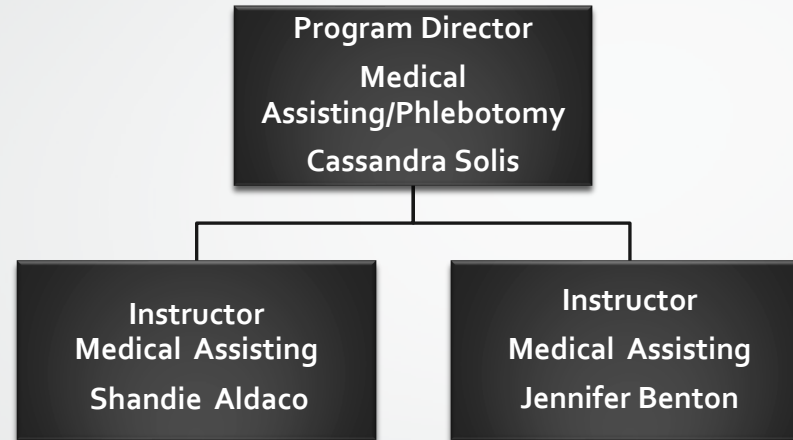 Program Director
Medical
Assisting/Phlebotomy
Cassandra Solis
Instructor
Medical Assisting
Shandie Aldaco
Instructor
Medical Assisting
Jennifer Benton